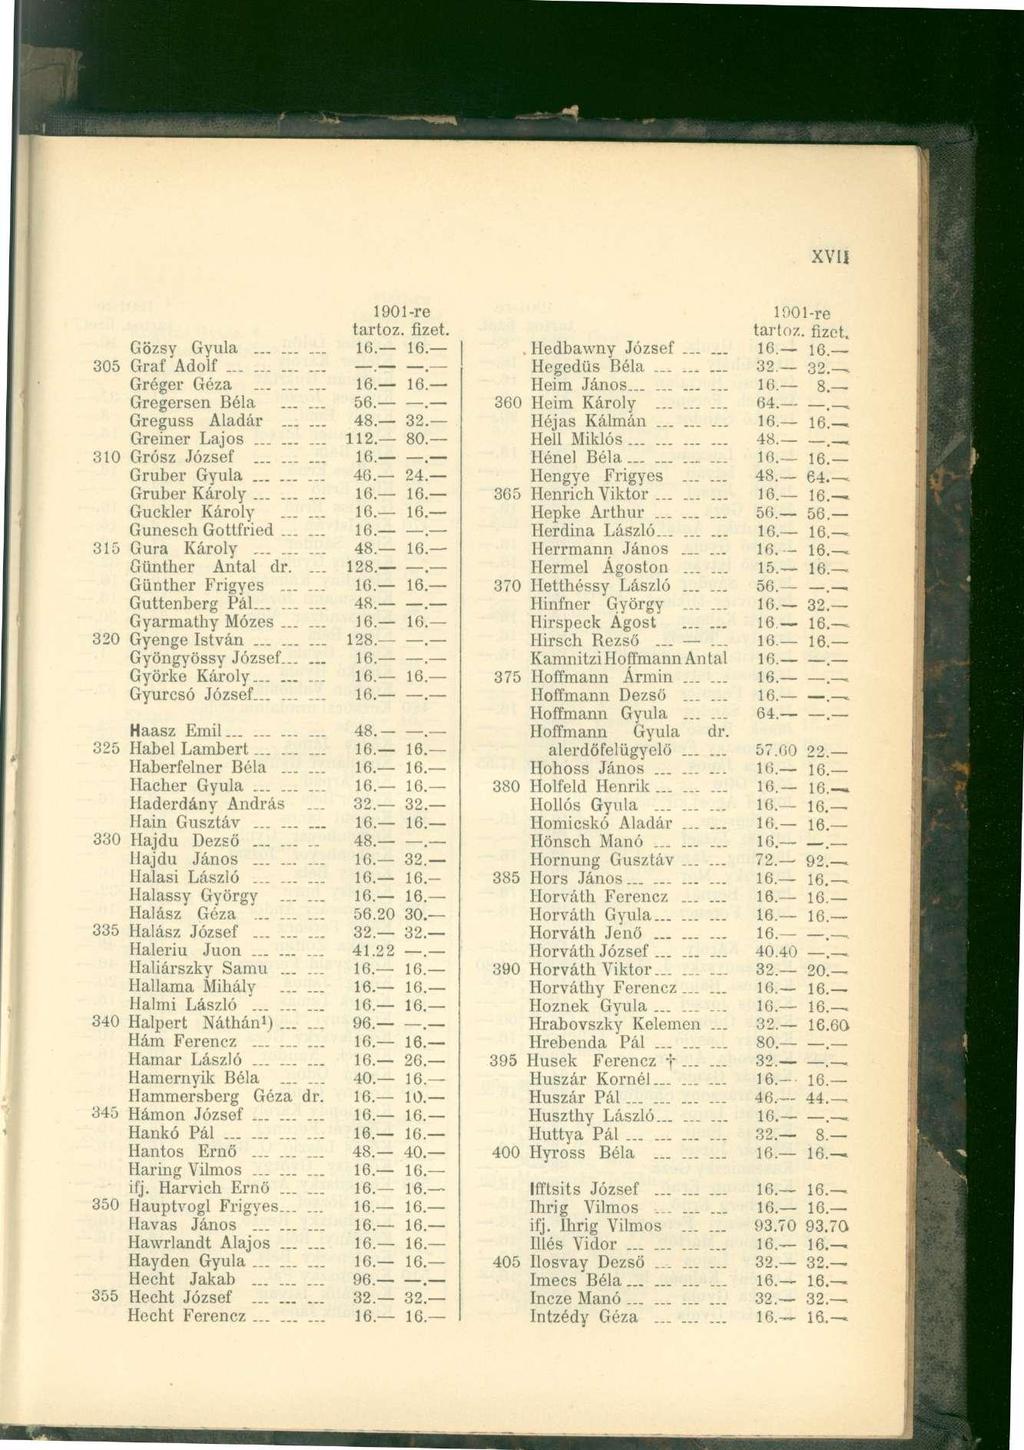 XVII
1901-re
tartoz. fizet.
Gözsy Gyula 16.— 16.—
305 Graf Adolf —.— —.—
Gréger Géza 16.— 16.—
Gregersen Béla 56.— —.—
Greguss Aladár 48.— 32.—
Greiner Lajos 112.— 80.—
310 Grósz József 16.— —.—
Gruber Gyula 46.— 24.—
Gruber Károly 16.— 16.—
Guckler Károly 16.— 16.—
Gunesch Gottfried 16.— —.—
315 Gura Károly 48.— 16.—
Günther Antal dr. 128.— —.—
Günther Frigyes 16.— 16.—
Guttenberg Pál 48.— —.—
Gyarmathy Mózes 16.— 16.—
320 Gyenge István 128.— —.—
Gyöngyössy József 16.— —.—
Györke Károly 16.— 16.—
Gyurcsó József 16.— —.—
Haasz Emil 48.— —.—
325 Habel Lambert 16.— 16.—
Haberfelner Béla 16.— 16.—
Hacher Gyula 16.— 16.—
Haderdány András 32.— 32.—
Hain Gusztáv 16.— 16.—
330 Hajdu Dezső 48.— —.—
Hajdu János 16.— 32.—
Halasi László 16.— 16.—
Halassy György 16.— 16.—
Halász Géza 56.20 30.—
335 Halász József 32.— 32.—
Haleriu Juon 41.22 —.—
Haliárszky Samu 16.— 16.—
Hallama Mihály 16.— 16.—
Halmi László 16.— 16.—
340 Halpert Náthán¹) 96.— —.—
Hám Ferencz 16.— 16.—
Hamar László 16.— 26.—
Hamernyik Béla 40.— 16.—
Hammersberg Géza dr. 16.— 10.—
345 Hámon József 16.— 16.—
Hankó Pál 16.— 16.—
Hantos Ernő 48.— 40.—
Haring Vilmos 16.— 16.—
ifj. Harvich Ernő 16.— 16.—
350 Hauptvogl Frigyes 16.— 16.—
Havas János 16.— 16.—
Hawrlandt Alajos 16.— 16.—
Hayden Gyula 16.— 16.—
Hecht Jakab 96.— —.—
355 Hecht József 32.— 32.—
Hecht Ferencz 16.— 16.—
1901-re
tartoz. fizet.
Hedbawny József 16.— 16.—
Hegedüs Béla 32.— 32.—
Heim János 16.— 8.—
360 Heim Károly 64.— —.—
Héjas Kálmán 16.— 16.—
Hell Miklós 48.— —.—
Hénel Béla 16.— 16.—
Hengye Frigyes 48.— 64.—
365 Henrich Viktor 16.— 16.—
Hepke Arthur 56.— 56.—
Herdina László 16.— 16.—
Herrmann János 16.— 16.—
Hermel Ágoston 15.— 16.—
370 Hetthéssy László 56.— —.—
Hinfner György 16.— 32.—
Hirspeck Ágost 16.— 16.—
Hirsch Rezső 16.— 16.—
Kamnitzi Hoffmann Antal 16.— —.—
375 Hoffmann Ármin 16.— —.—
Hoffmann Dezső 16.— —.—
Hoffmann Gyula 64.— —.—
Hoffmann Gyula dr.
alerdőfelügyelő 57.60 22.—
Hohoss János 16.— 16.—
380 Holfeld Henrik 16.— 16.—
Hollós Gyula 16.— 16.—
Homicskó Aladár 16.— 16.—
Hönsch Manó 16.— —.—
Hornung Gusztáv 72.— 92.—
385 Hors János 16.— 16.—
Horváth Ferencz 16.— 16.—
Horváth Gyula 16.— 16.—
Horváth Jenő 16.— —.—
Horváth József 40.40 —.—
390 Horváth Viktor 32.— 20.—
Horváthy Ferencz 16.— 16.—
Hoznek Gyula 16.— 16.—
Hrabovszky Kelemen 32.— 16.60
Hrebenda Pál 80.— —.—
395 Husek Ferencz † 32.— —.—
Huszár Kornél 16.— 16.—
Huszár Pál 46.— 44.—
Huszthy László 16.— —.—
Huttya Pál 32.— 8.—
400 Hyross Béla 16.— 16.—
Ifftsits József 16.— 16.—
Ihrig Vilmos 16.— 16.—
ifj. Ihrig Vilmos 93.70 93.70
Illés Vidor 16.— 16.—
405 Ilosvay Dezső 32.— 32.—
Imecs Béla 16.— 16.—
Incze Manó 32.— 32.—
Intzédy Géza 16.— 16.—